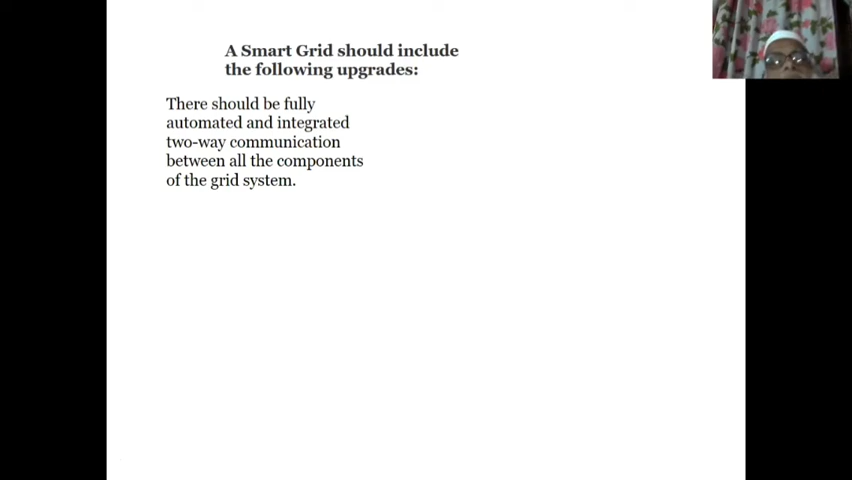 A Smart Grid should include
the following upgrades:
There should be fully
automated and integrated
two-way communication
between all the components
of the grid system.